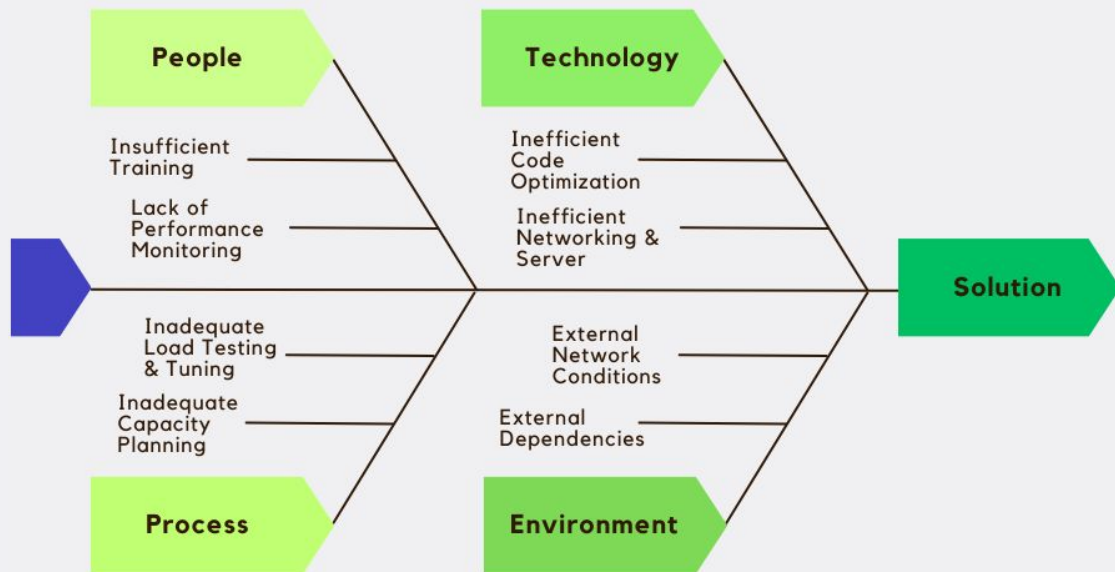 People
Technology
Insufficient
Training
Lack of
Performance
Monitoring
Inefficient
Code
Optimization
Inefficient
Networking &
Server
Solution
Inadequate
Load Testing
& Tuning
Inadequate
Capacity
Planning
External
Network
Conditions
External
Dependencies
Process
Environment